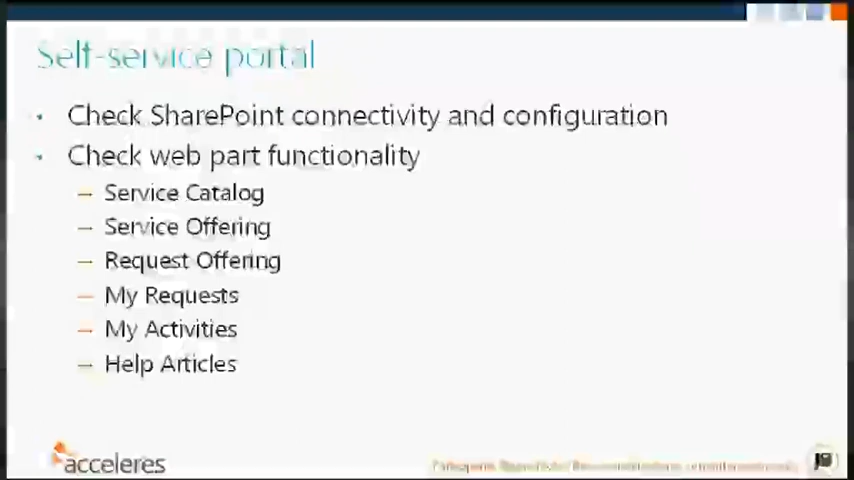 Self-service portal
• Check SharePoint connectivity and configuration
• Check web part functionality
– Service Catalog
– Service Offering
– Request Offering
– My Requests
– My Activities
– Help Articles
acceleres